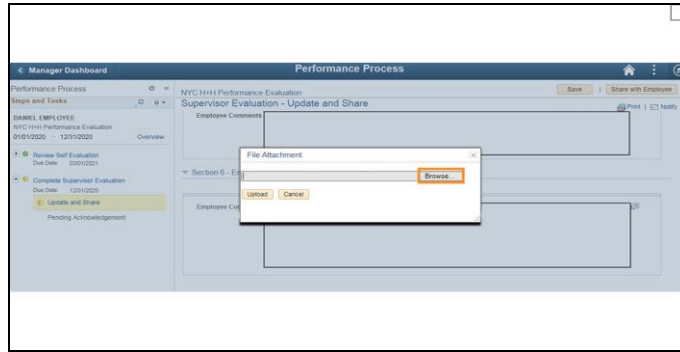 Manager Dashboard
Performance Process
Performance Process
Steps and Tasks
DANIEL EMPLOYEE
NYC H+H Performance Evaluation
01/01/2020 - 12/31/2020 Overview
Review Self Evaluation
Due Date 03/01/2021
Complete Supervisor Evaluation
Due Date 12/31/2020
Update and Share
Pending Acknowledgement
NYC H+H Performance Evaluation
Save | Share with Employee
Supervisor Evaluation - Update and Share
Print | Notify
Employee Comments
File Attachment
Browse...
Upload Cancel
Section 6 - E
Employee Co